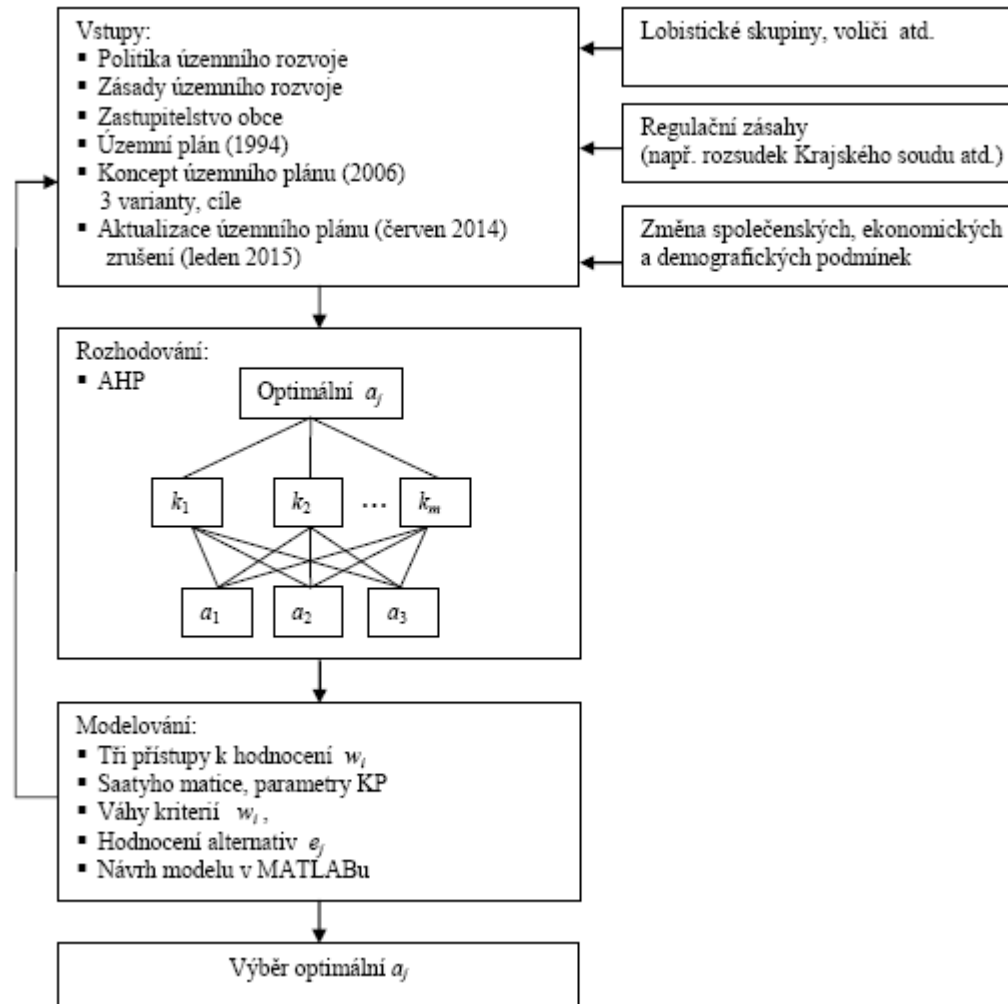 Vstupy:
▪ Politika územního rozvoje
▪ Zásady územního rozvoje
▪ Zastupitelstvo obce
▪ Územní plán (1994)
▪ Koncept územního plánu (2006)
3 varianty, cíle
▪ Aktualizace územního plánu (červen 2014)
zrušení (leden 2015)
Lobistické skupiny, voliči atd.
Regulační zásahy
(např. rozsudek Krajského soudu atd.)
Změna společenských, ekonomických
a demografických podmínek
Rozhodování:
▪ AHP
Optimální a_j
k_1 k_2 … k_m
a_1 a_2 a_3
Modelování:
▪ Tři přístupy k hodnocení w_i
▪ Saatyho matice, parametry KP
▪ Váhy kriterií w_i ,
▪ Hodnocení alternativ e_j
▪ Návrh modelu v MATLABu
Výběr optimální a_j